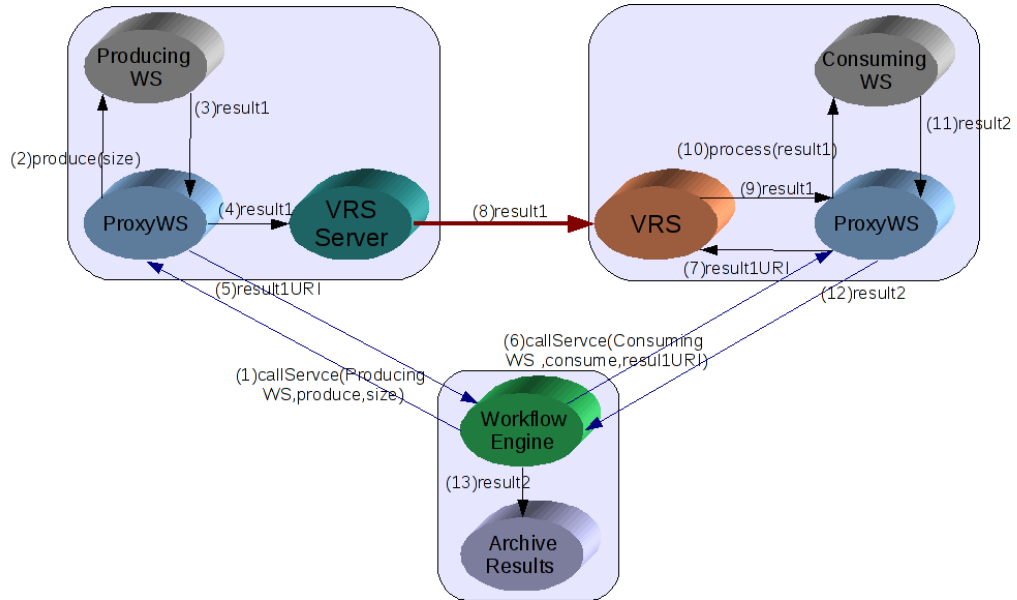 Producing
WS
Consuming
WS
(3)result1
(11)result2
(2)produce(size)
(10)process(result1)
ProxyWS
(4)result1
VRS
Server
(8)result1
VRS
(9)result1
ProxyWS
(7)result1URI
(5)result1URI
(12)result2
(6)callServce(Consuming
WS ,consume,resul1URI)
(1)callServce(Producing
WS,produce,size)
Workflow
Engine
(13)result2
Archive
Results